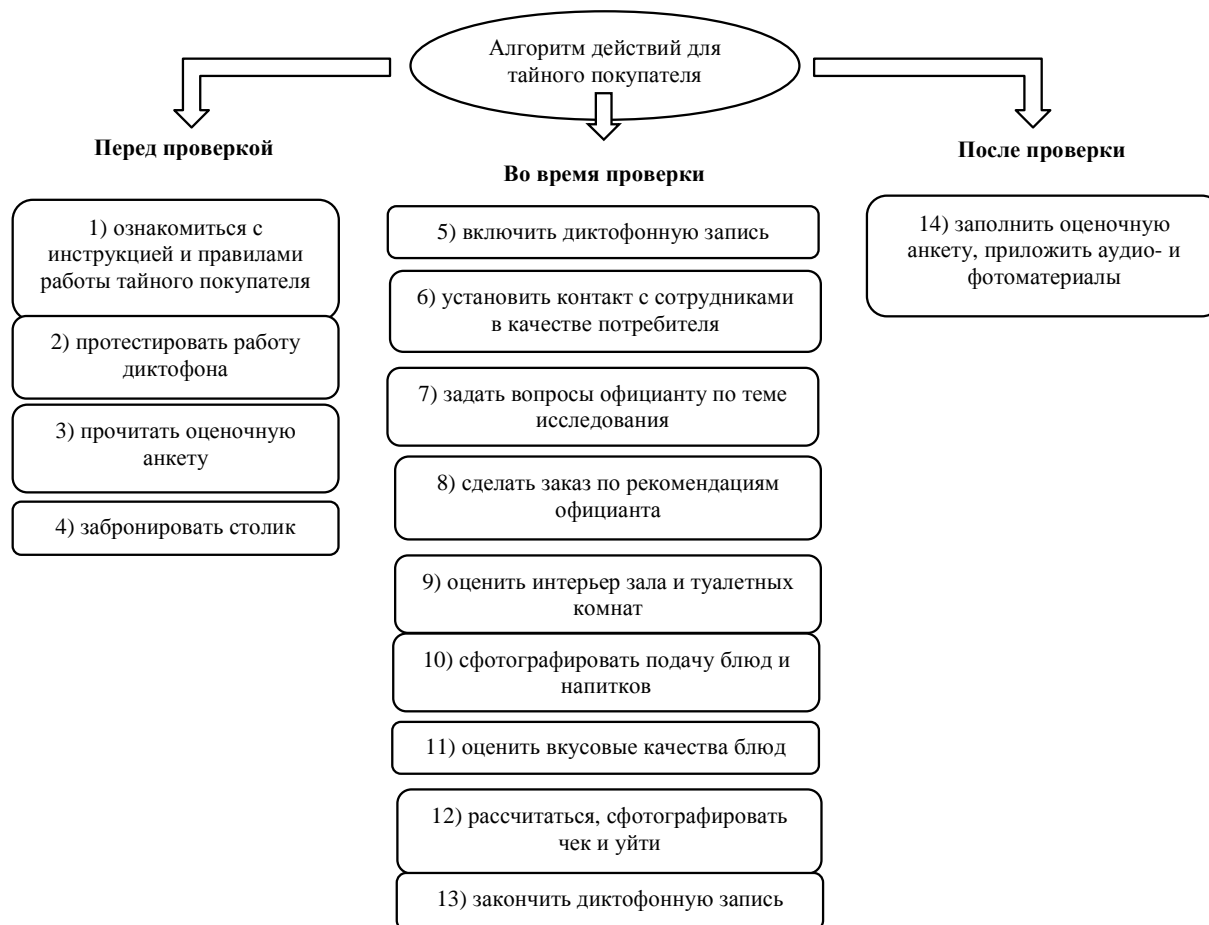 Алгоритм действий для
тайного покупателя
Перед проверкой
1) ознакомиться с
инструкцией и правилами
работы тайного покупателя
2) протестировать работу
диктофона
3) прочитать оценочную
анкету
4) забронировать столик
Во время проверки
5) включить диктофонную запись
6) установить контакт с сотрудниками
в качестве потребителя
7) задать вопросы официанту по теме
исследования
8) сделать заказ по рекомендациям
официанта
9) оценить интерьер зала и туалетных
комнат
10) сфотографировать подачу блюд и
напитков
11) оценить вкусовые качества блюд
12) рассчитаться, сфотографировать
чек и уйти
13) закончить диктофонную запись
После проверки
14) заполнить оценочную
анкету, приложить аудио- и
фотоматериалы